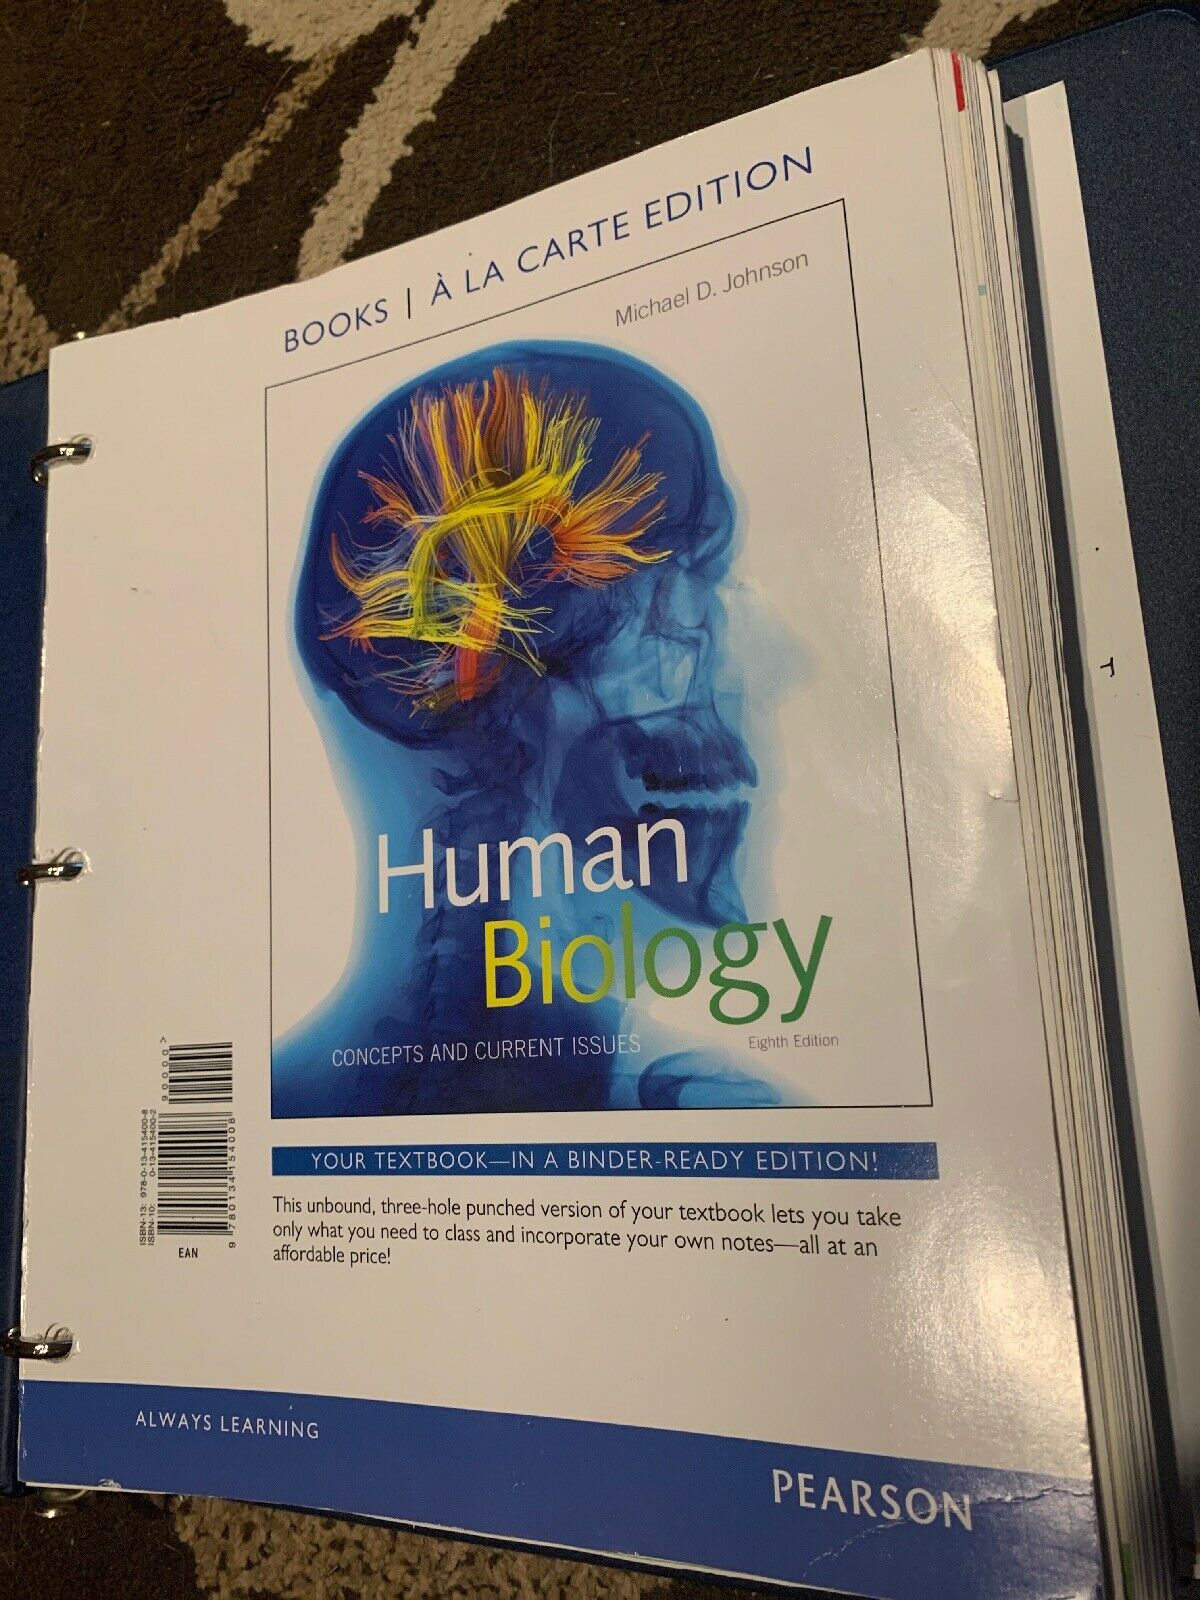 BOOKS | À LA CARTE EDITION
Michael D. Johnson
Human
Biology
CONCEPTS AND CURRENT ISSUES
Eighth Edition
YOUR TEXTBOOK—IN A BINDER-READY EDITION!
This unbound, three-hole punched version of your textbook lets you take
only what you need to class and incorporate your own notes—all at an
affordable price!
ISBN-13: 978-0-13-415400-8
ISBN-10: 0-13-415400-2
90000>
9 780134 154008
EAN
T
ALWAYS LEARNING
PEARSON